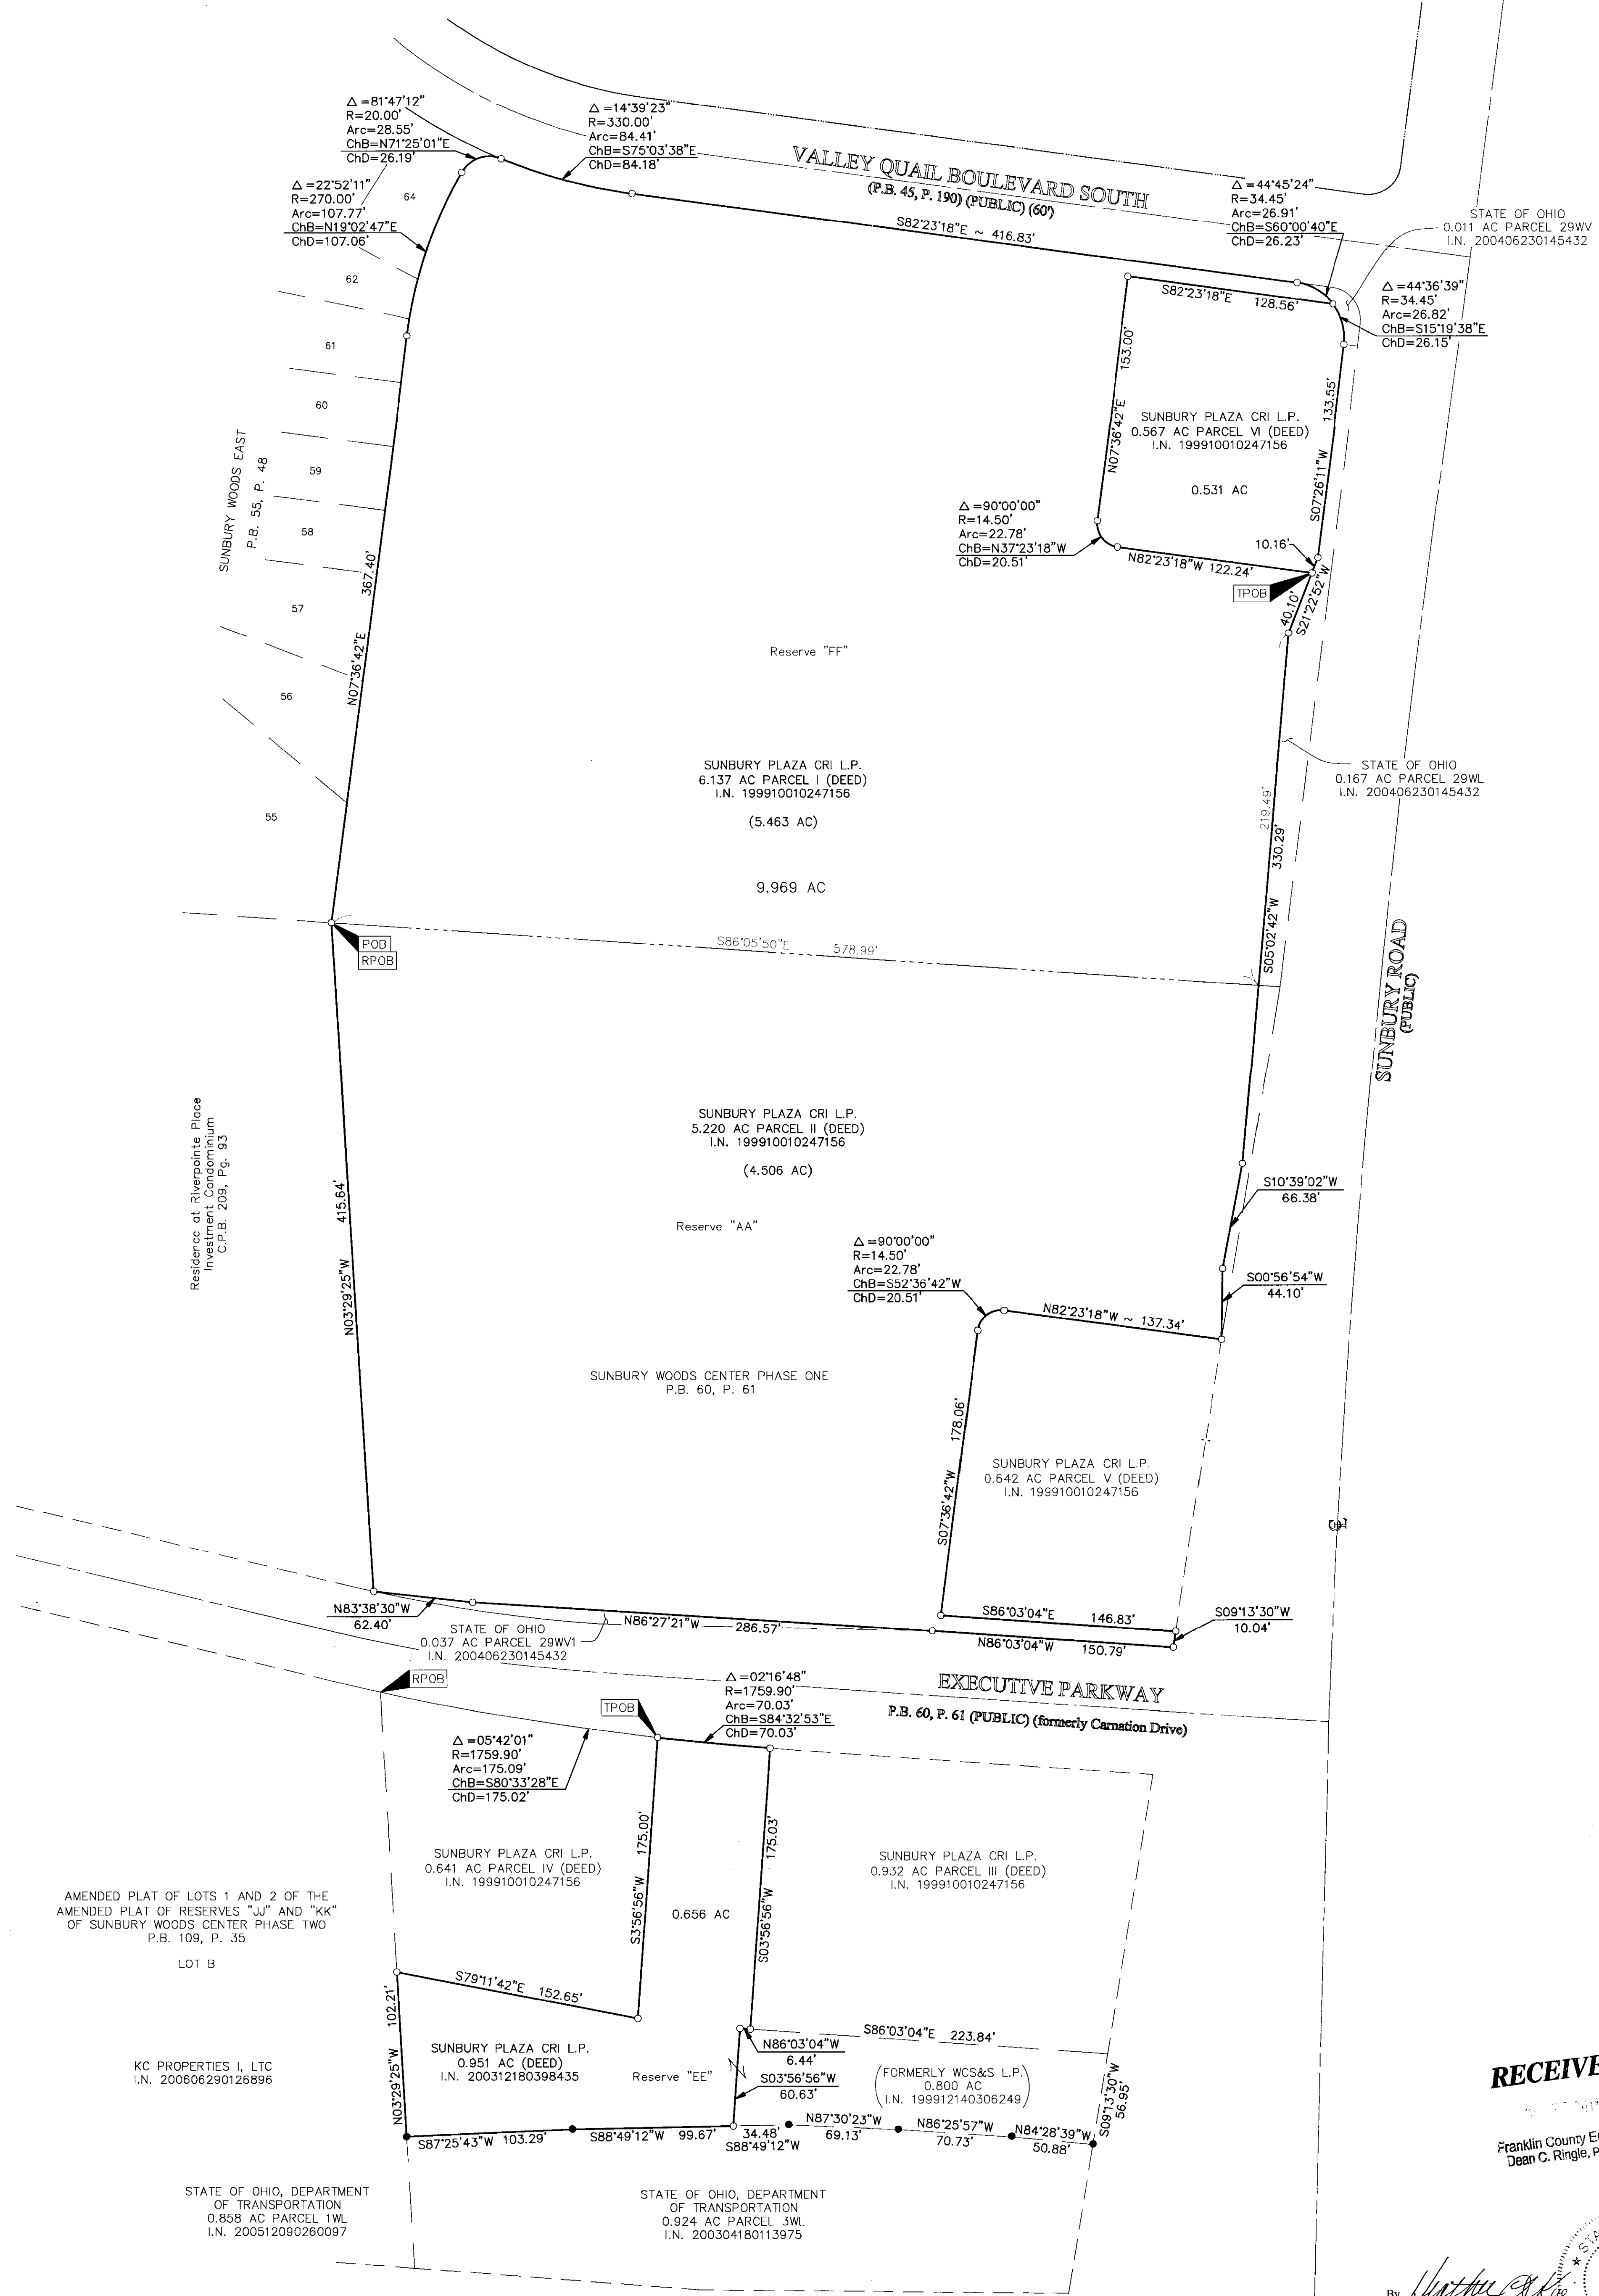 Δ =81°47'12"
R=20.00'
Arc=28.55'
ChB=N71°25'01"E
ChD=26.19'
Δ =14°39'23"
R=330.00'
Arc=84.41'
ChB=S75°03'38"E
ChD=84.18'
VALLEY QUAIL BOULEVARD SOUTH
(P.B. 45, P. 190) (PUBLIC) (60')
Δ =22°52'11"
R=270.00'
Arc=107.77'
ChB=N19°02'47"E
ChD=107.06'
Δ =44°45'24"
R=34.45'
Arc=26.91'
ChB=S60°00'40"E
ChD=26.23'
STATE OF OHIO
0.011 AC PARCEL 29WV
I.N. 200406230145432
64
S82°23'18"E ~ 416.83'
62
S82°23'18"E 128.56'
Δ =44°36'39"
R=34.45'
Arc=26.82'
ChB=S15°19'38"E
ChD=26.15'
61
60
59
58
57
56
55
SUNBURY WOODS EAST
P.B. 55, P. 48
N07°36'42"E 367.40'
N07°36'42"E 153.00'
SUNBURY PLAZA CRI L.P.
0.567 AC PARCEL VI (DEED)
I.N. 199910010247156
0.531 AC
S07°26'11"W 133.55'
Δ =90°00'00"
R=14.50'
Arc=22.78'
ChB=N37°23'18"W
ChD=20.51'
10.16'
N82°23'18"W 122.24'
TPOB
40.10'
S21°22'52"W
Reserve "FF"
SUNBURY PLAZA CRI L.P.
6.137 AC PARCEL I (DEED)
I.N. 199910010247156
(5.463 AC)
STATE OF OHIO
0.167 AC PARCEL 29WL
I.N. 200406230145432
219.49'
S05°02'42"W 330.29'
9.969 AC
POB
RPOB
S86°05'50"E 578.99'
SUNBURY ROAD
(PUBLIC)
Residence at Riverpointe Place
Investment Condominium
C.P.B. 209, Pg. 93
N03°29'25"W 415.64'
SUNBURY PLAZA CRI L.P.
5.220 AC PARCEL II (DEED)
I.N. 199910010247156
(4.506 AC)
S10°39'02"W
66.38'
Reserve "AA"
Δ =90°00'00"
R=14.50'
Arc=22.78'
ChB=S52°36'42"W
ChD=20.51'
S00°56'54"W
44.10'
N82°23'18"W ~ 137.34'
SUNBURY WOODS CENTER PHASE ONE
P.B. 60, P. 61
S07°36'42"W 178.06'
SUNBURY PLAZA CRI L.P.
0.642 AC PARCEL V (DEED)
I.N. 199910010247156
N83°38'30"W
62.40'
STATE OF OHIO
0.037 AC PARCEL 29WV1
I.N. 200406230145432
N86°27'21"W 286.57'
S86°03'04"E 146.83'
S09°13'30"W
10.04'
N86°03'04"W 150.79'
RPOB
TPOB
Δ =02°16'48"
R=1759.90'
Arc=70.03'
ChB=S84°32'53"E
ChD=70.03'
EXECUTIVE PARKWAY
P.B. 60, P. 61 (PUBLIC) (formerly Carnation Drive)
Δ =05°42'01"
R=1759.90'
Arc=175.09'
ChB=S80°33'28"E
ChD=175.02'
S3°56'56"W 175.00'
S03°56'56"W 175.03'
SUNBURY PLAZA CRI L.P.
0.641 AC PARCEL IV (DEED)
I.N. 199910010247156
SUNBURY PLAZA CRI L.P.
0.932 AC PARCEL III (DEED)
I.N. 199910010247156
0.656 AC
AMENDED PLAT OF LOTS 1 AND 2 OF THE
AMENDED PLAT OF RESERVES "JJ" AND "KK"
OF SUNBURY WOODS CENTER PHASE TWO
P.B. 109, P. 35
LOT B
S79°11'42"E 152.65'
N03°29'25"W 102.21'
SUNBURY PLAZA CRI L.P.
0.951 AC (DEED)
I.N. 200312180398435
Reserve "EE"
S86°03'04"E 223.84'
N86°03'04"W
6.44'
S03°56'56"W
60.63'
(FORMERLY WCS&S L.P.)
0.800 AC
I.N. 199912140306249
S09°13'30"W
56.95'
KC PROPERTIES I, LTC
I.N. 200606290126896
S87°25'43"W 103.29'
S88°49'12"W 99.67'
34.48'
S88°49'12"W
N87°30'23"W
69.13'
N86°25'57"W
70.73'
N84°28'39"W
50.88'
RECEIVE
Franklin County E
Dean C. Ringle, P
STATE OF OHIO, DEPARTMENT
OF TRANSPORTATION
0.858 AC PARCEL 1WL
I.N. 200512090260097
STATE OF OHIO, DEPARTMENT
OF TRANSPORTATION
0.924 AC PARCEL 3WL
I.N. 200304180113975
STA
By